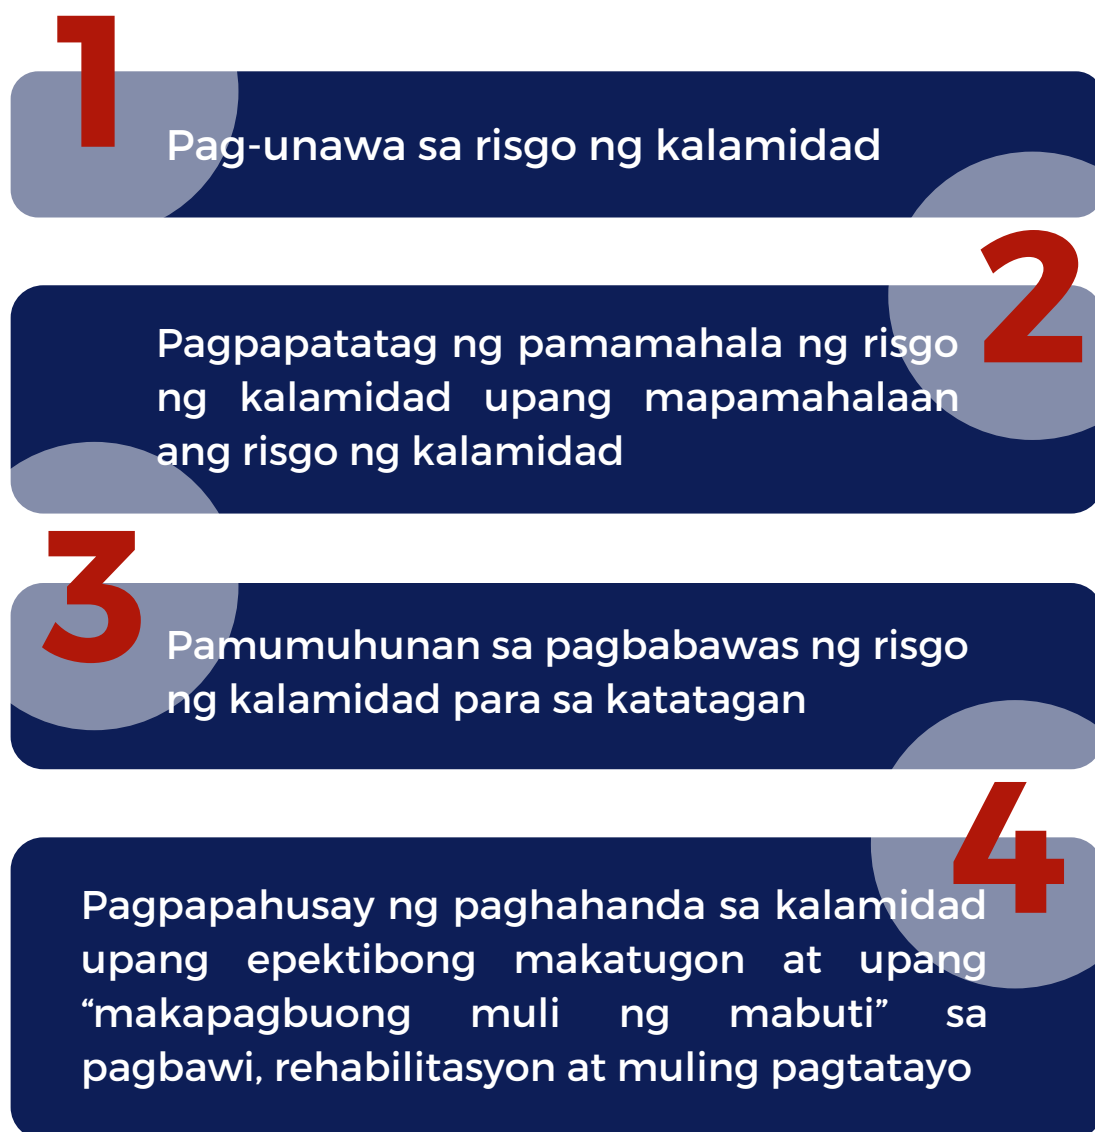 1
Pag-unawa sa risgo ng kalamidad
2
Pagpapatatag ng pamamahala ng risgo
ng kalamidad upang mapamahalaan
ang risgo ng kalamidad
3
Pamumuhunan sa pagbabawas ng risgo
ng kalamidad para sa katatagan
4
Pagpapahusay ng paghahanda sa kalamidad
upang epektibong makatugon at upang
“makapagbuong muli ng mabuti” sa
pagbawi, rehabilitasyon at muling pagtatayo